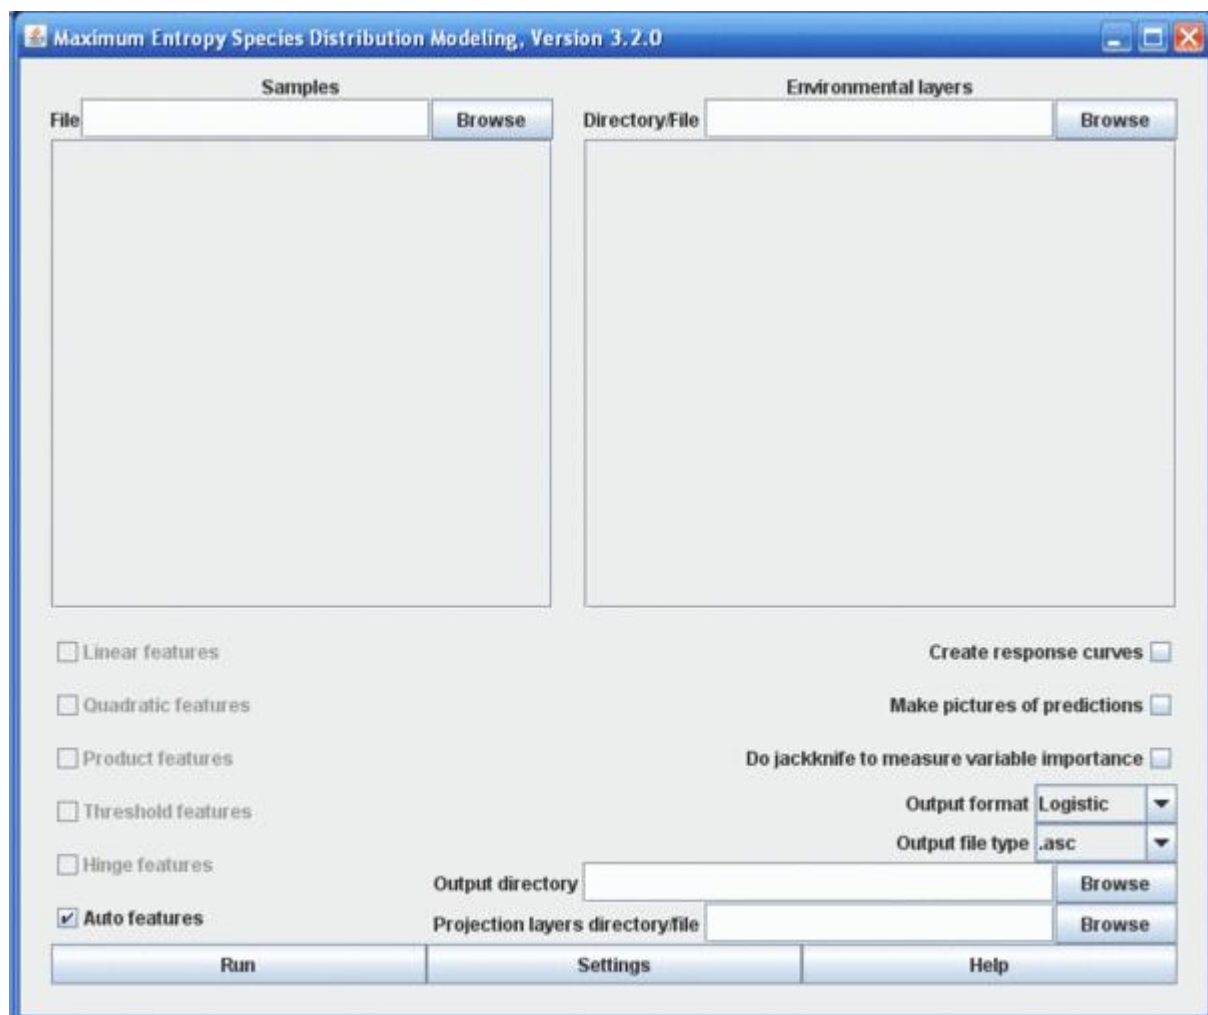 Maximum Entropy Species Distribution Modeling, Version 3.2.0
Samples
File
Browse
Environmental layers
Directory/File
Browse
Linear features
Quadratic features
Product features
Threshold features
Hinge features
Auto features
Create response curves
Make pictures of predictions
Do jackknife to measure variable importance
Output format Logistic
Output file type .asc
Output directory
Browse
Projection layers directory/file
Browse
Run
Settings
Help